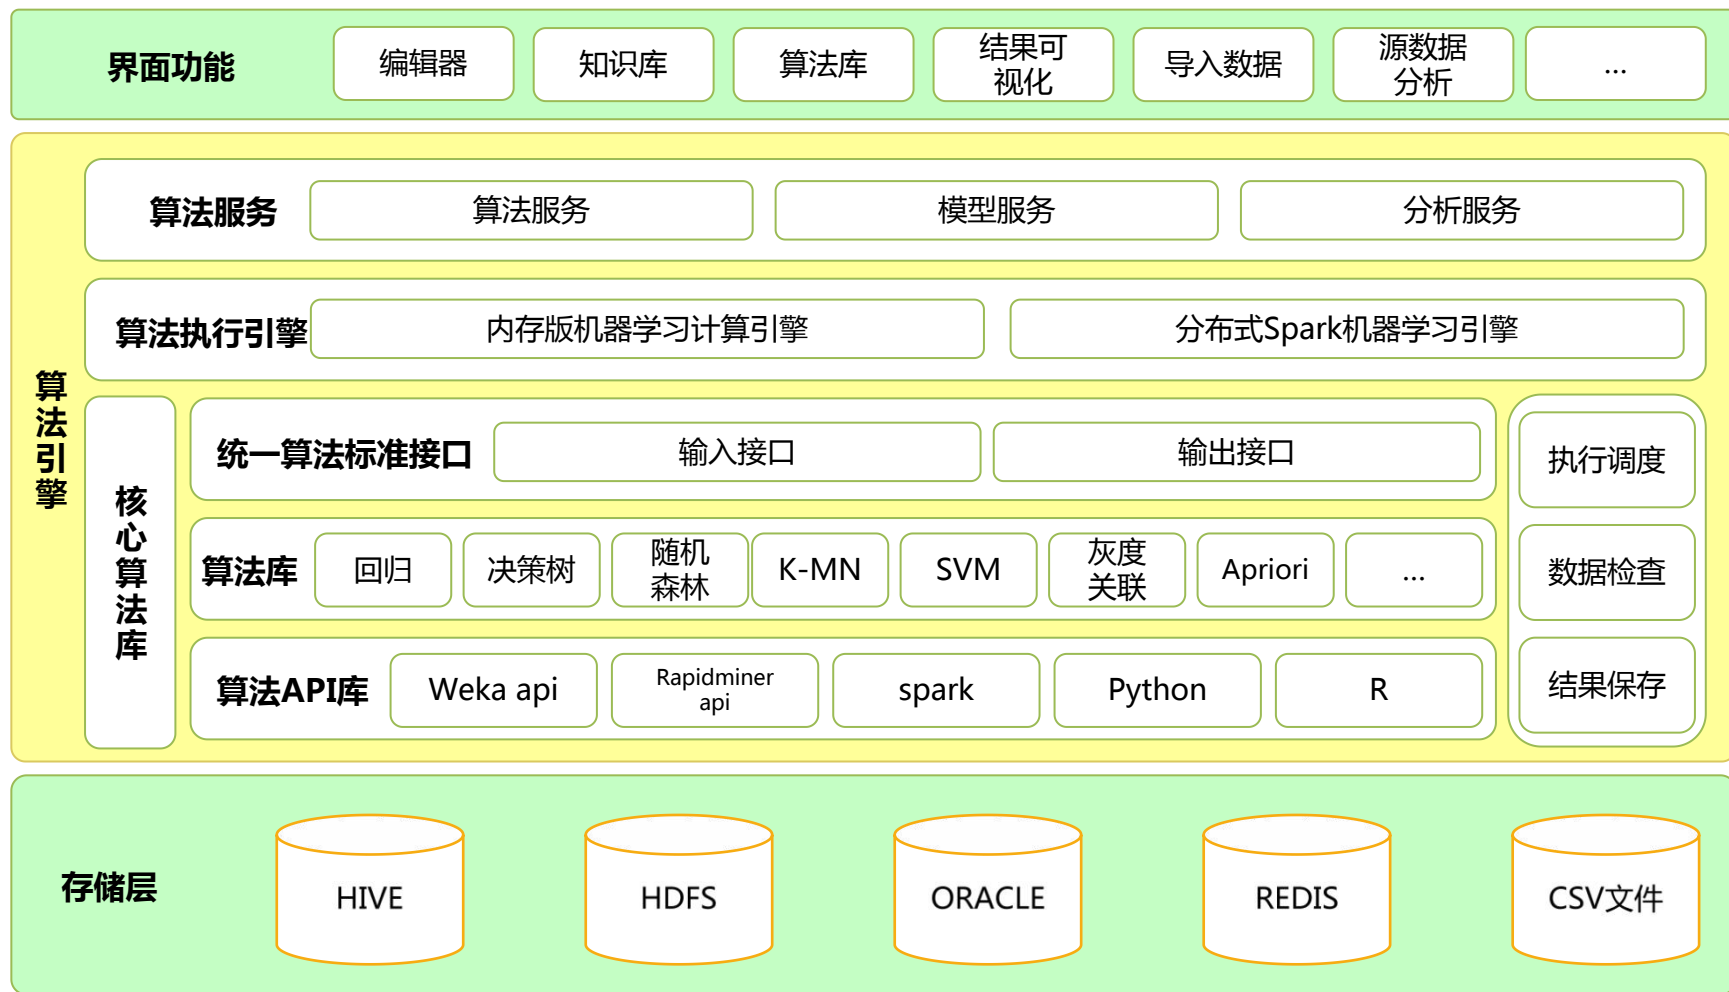 界面功能
编辑器
知识库
算法库
结果可
视化
导入数据
源数据
分析
...
算法引擎
算法服务
算法服务
模型服务
分析服务
算法执行引擎
内存版机器学习计算引擎
分布式Spark机器学习引擎
核心算法库
统一算法标准接口
输入接口
输出接口
算法库
回归
决策树
随机
森林
K-MN
SVM
灰度
关联
Apriori
...
算法API库
Weka api
Rapidminer
api
spark
Python
R
执行调度
数据检查
结果保存
存储层
HIVE
HDFS
ORACLE
REDIS
CSV文件